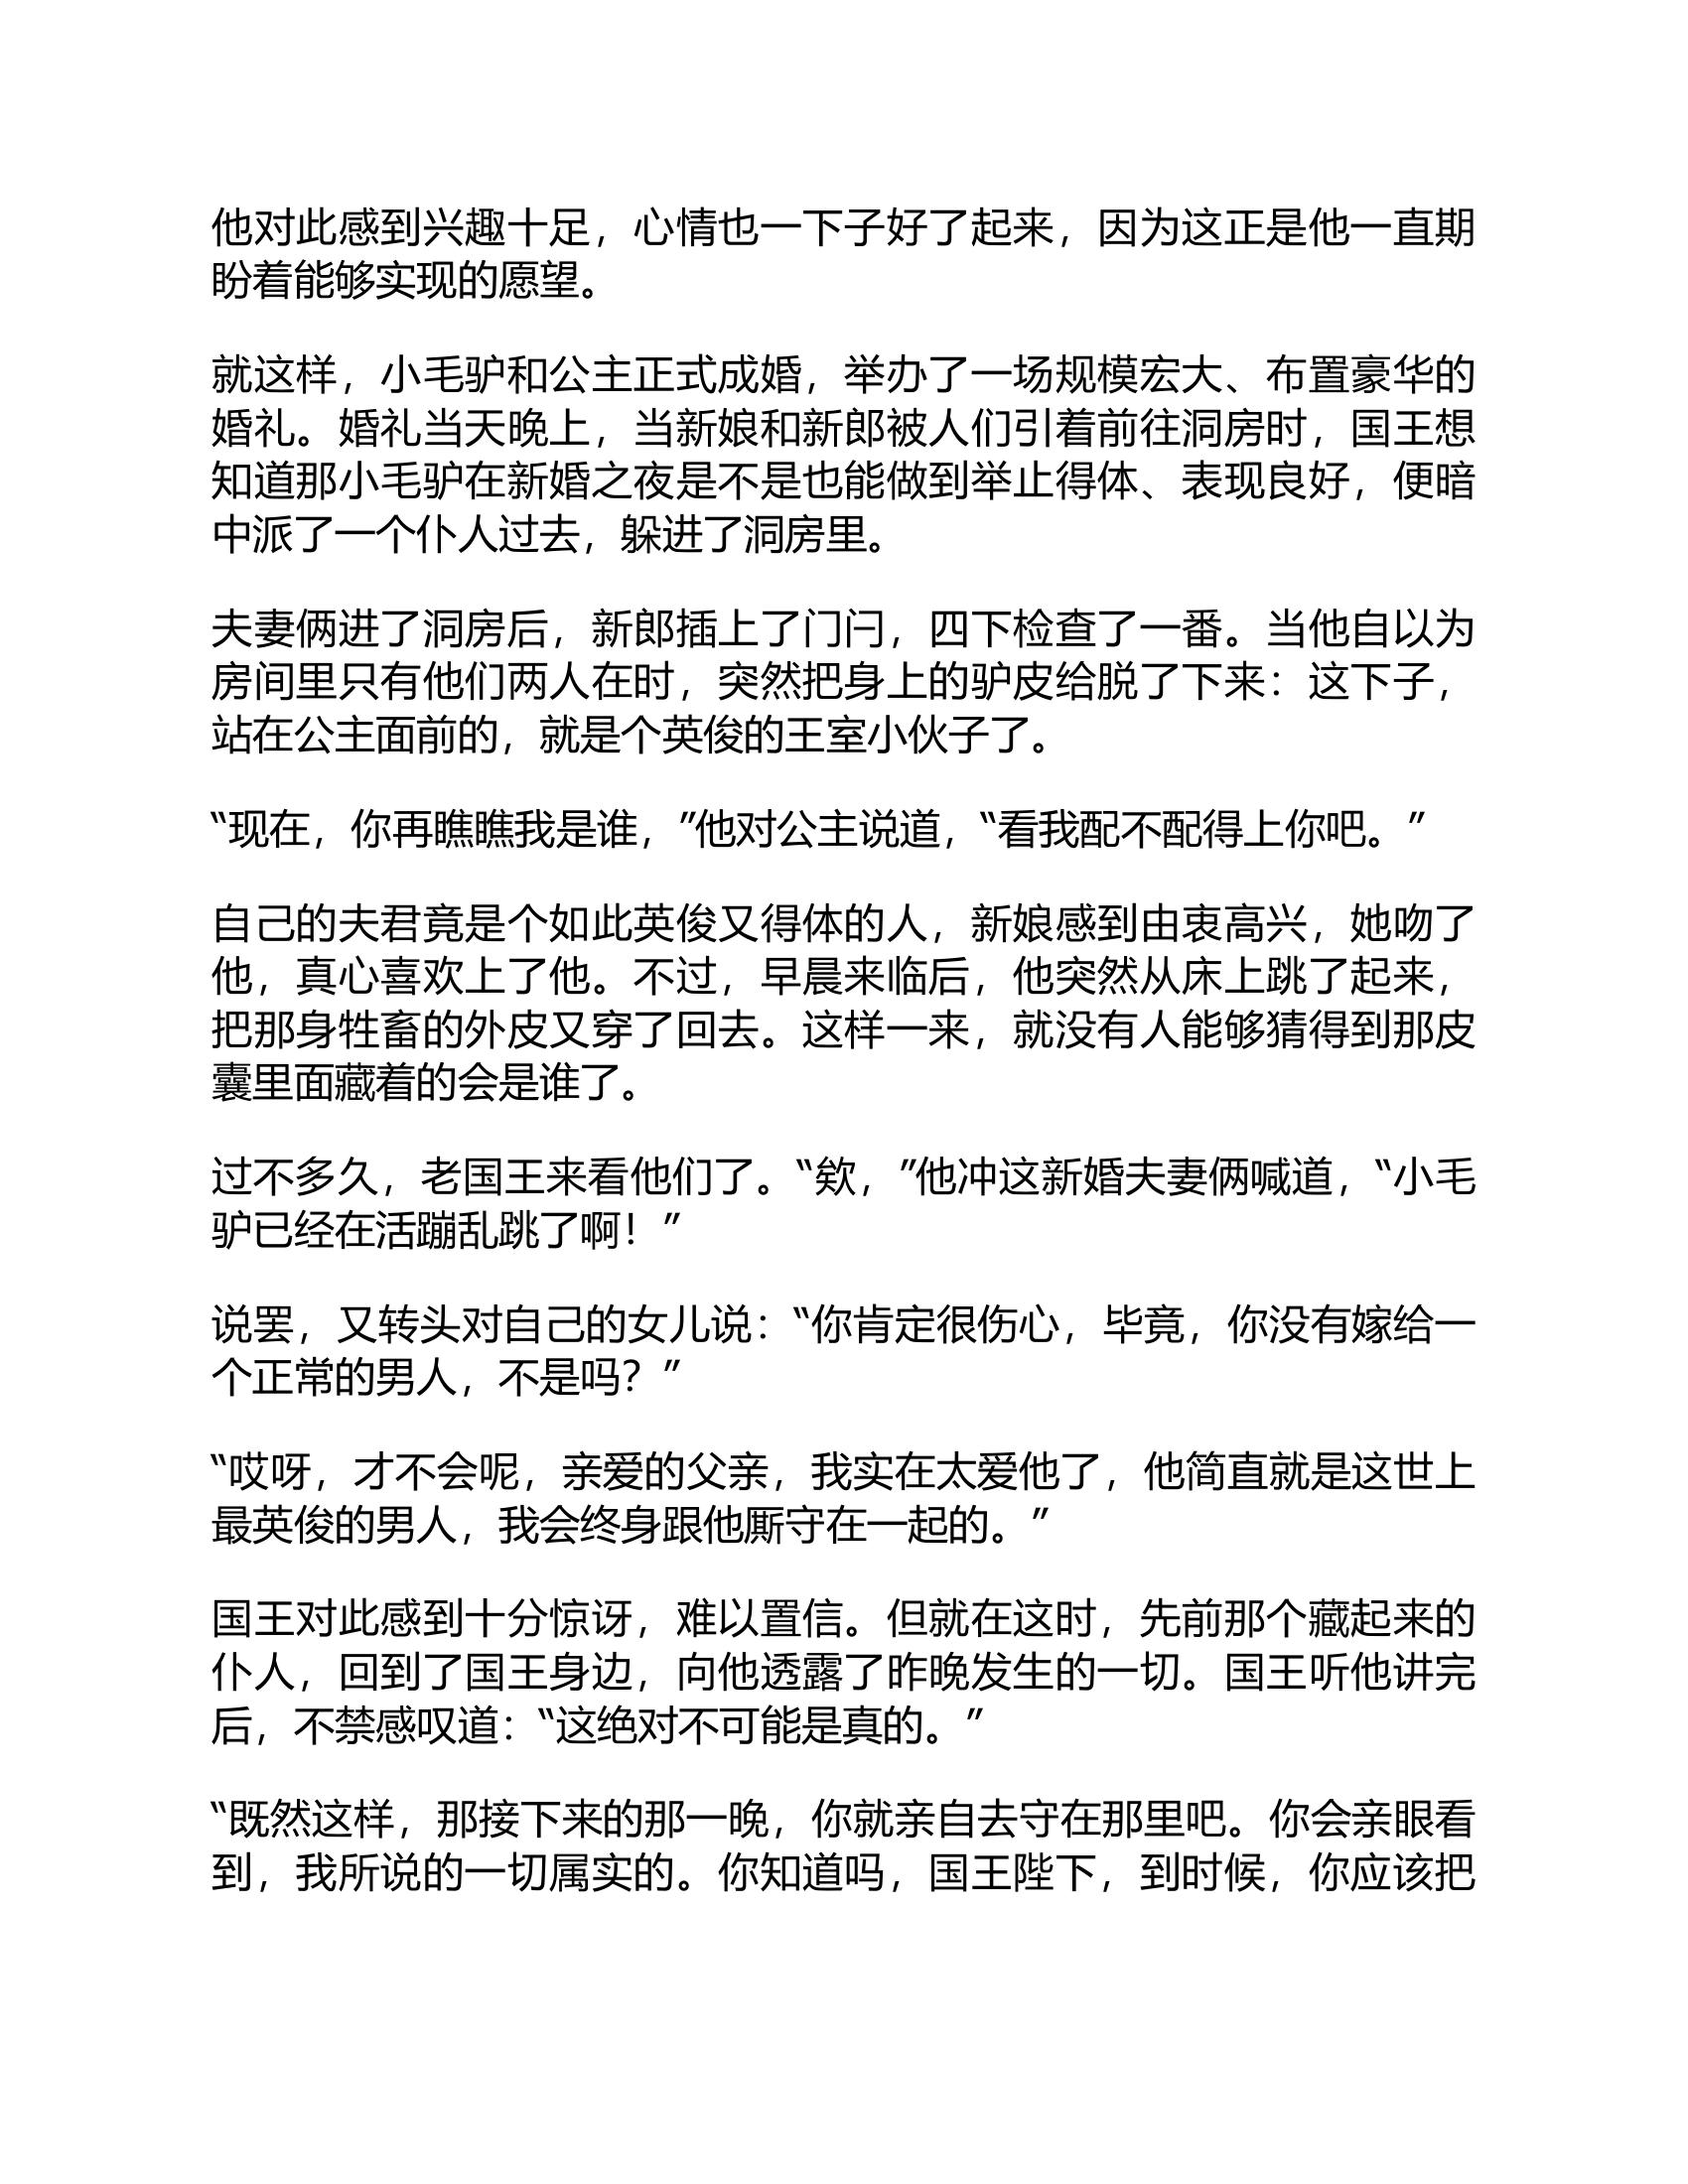 他对此感到兴趣十足，心情也一下子好了起来，因为这正是他一直期
盼着能够实现的愿望。
就这样，小毛驴和公主正式成婚，举办了一场规模宏大、布置豪华的
婚礼。婚礼当天晚上，当新娘和新郎被人们引着前往洞房时，国王想
知道那小毛驴在新婚之夜是不是也能做到举止得体、表现良好，便暗
中派了一个仆人过去，躲进了洞房里。
夫妻俩进了洞房后，新郎插上了门闩，四下检查了一番。当他自以为
房间里只有他们两人在时，突然把身上的驴皮给脱了下来：这下子，
站在公主面前的，就是个英俊的王室小伙子了。
“现在，你再瞧瞧我是谁，”他对公主说道，“看我配不配得上你吧。”
自己的夫君竟是个如此英俊又得体的人，新娘感到由衷高兴，她吻了
他，真心喜欢上了他。不过，早晨来临后，他突然从床上跳了起来，
把那身牲畜的外皮又穿了回去。这样一来，就没有人能够猜得到那皮
囊里面藏着的会是谁了。
过不多久，老国王来看他们了。“欸，”他冲这新婚夫妻俩喊道，“小毛
驴已经在活蹦乱跳了啊！”
说罢，又转头对自己的女儿说：“你肯定很伤心，毕竟，你没有嫁给一
个正常的男人，不是吗？”
“哎呀，才不会呢，亲爱的父亲，我实在太爱他了，他简直就是这世上
最英俊的男人，我会终身跟他厮守在一起的。”
国王对此感到十分惊讶，难以置信。但就在这时，先前那个藏起来的
仆人，回到了国王身边，向他透露了昨晚发生的一切。国王听他讲完
后，不禁感叹道：“这绝对不可能是真的。”
“既然这样，那接下来的那一晚，你就亲自去守在那里吧。你会亲眼看
到，我所说的一切属实的。你知道吗，国王陛下，到时候，你应该把